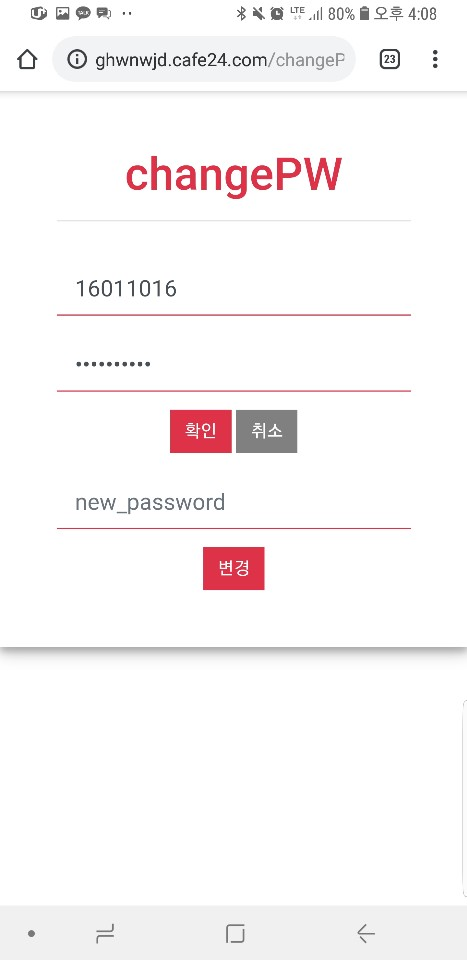 LTE 80% 오후 4:08
ghwnwjd.cafe24.com/changeP
23
changePW
16011016
••••••••••
확인 취소
new_password
변경